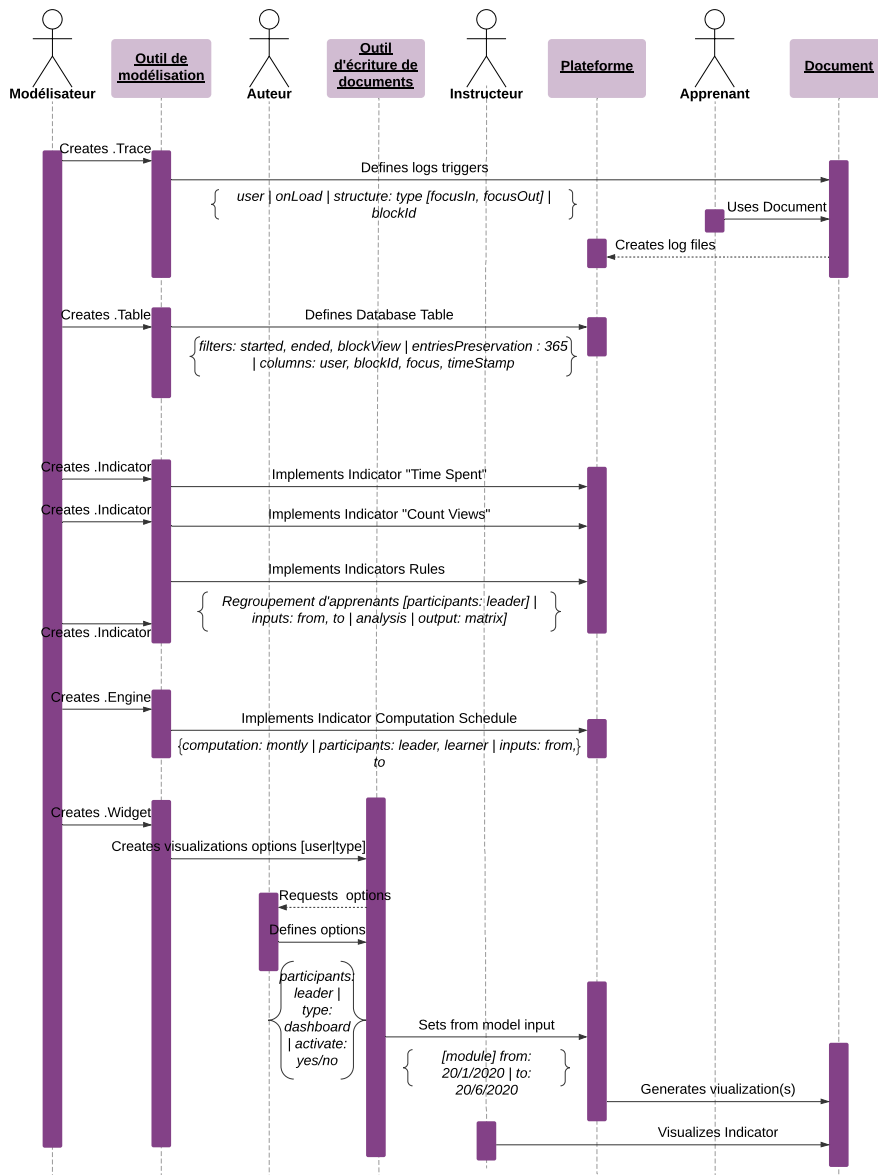 Outil de
modélisation
Outil
d'écriture de
documents
Plateforme
Document
Modélisateur
Auteur
Instructeur
Apprenant
Creates .Trace
Defines logs triggers
user | onLoad | structure: type [focusIn, focusOut] |
blockId
Uses Document
Creates log files
Creates .Table
Defines Database Table
filters: started, ended, blockView | entriesPreservation : 365
| columns: user, blockId, focus, timeStamp
Creates .Indicator
Implements Indicator "Time Spent"
Creates .Indicator
Implements Indicator "Count Views"
Implements Indicators Rules
Regroupement d'apprenants [participants: leader] |
inputs: from, to | analysis | output: matrix]
Creates .Indicator
Creates .Engine
Implements Indicator Computation Schedule
computation: montly | participants: leader, learner | inputs: from,
to
Creates .Widget
Creates visualizations options [user|type]
Requests  options
Defines options
participants:
leader |
type:
dashboard
| activate:
yes/no
Sets from model input
[module] from:
20/1/2020 | to:
20/6/2020
Generates viualization(s)
Visualizes Indicator